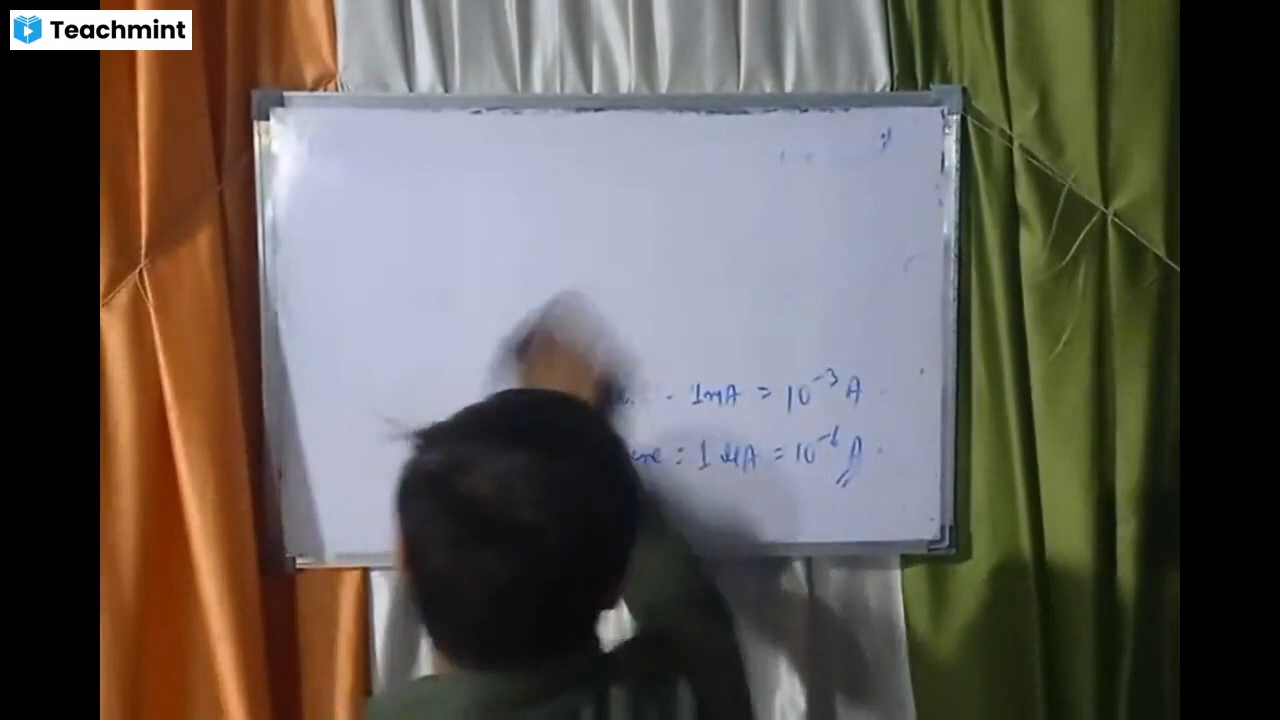 Teachmint
- 1mA = 10⁻³ A
= 1 μA = 10⁻⁶ A